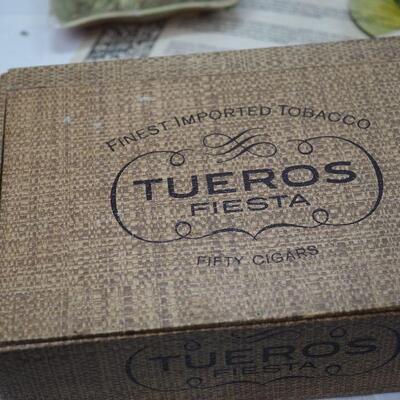 FINEST IMPORTED TOBACCO
TUEROS
FIESTA
FIFTY CIGARS
TUEROS
FIESTA